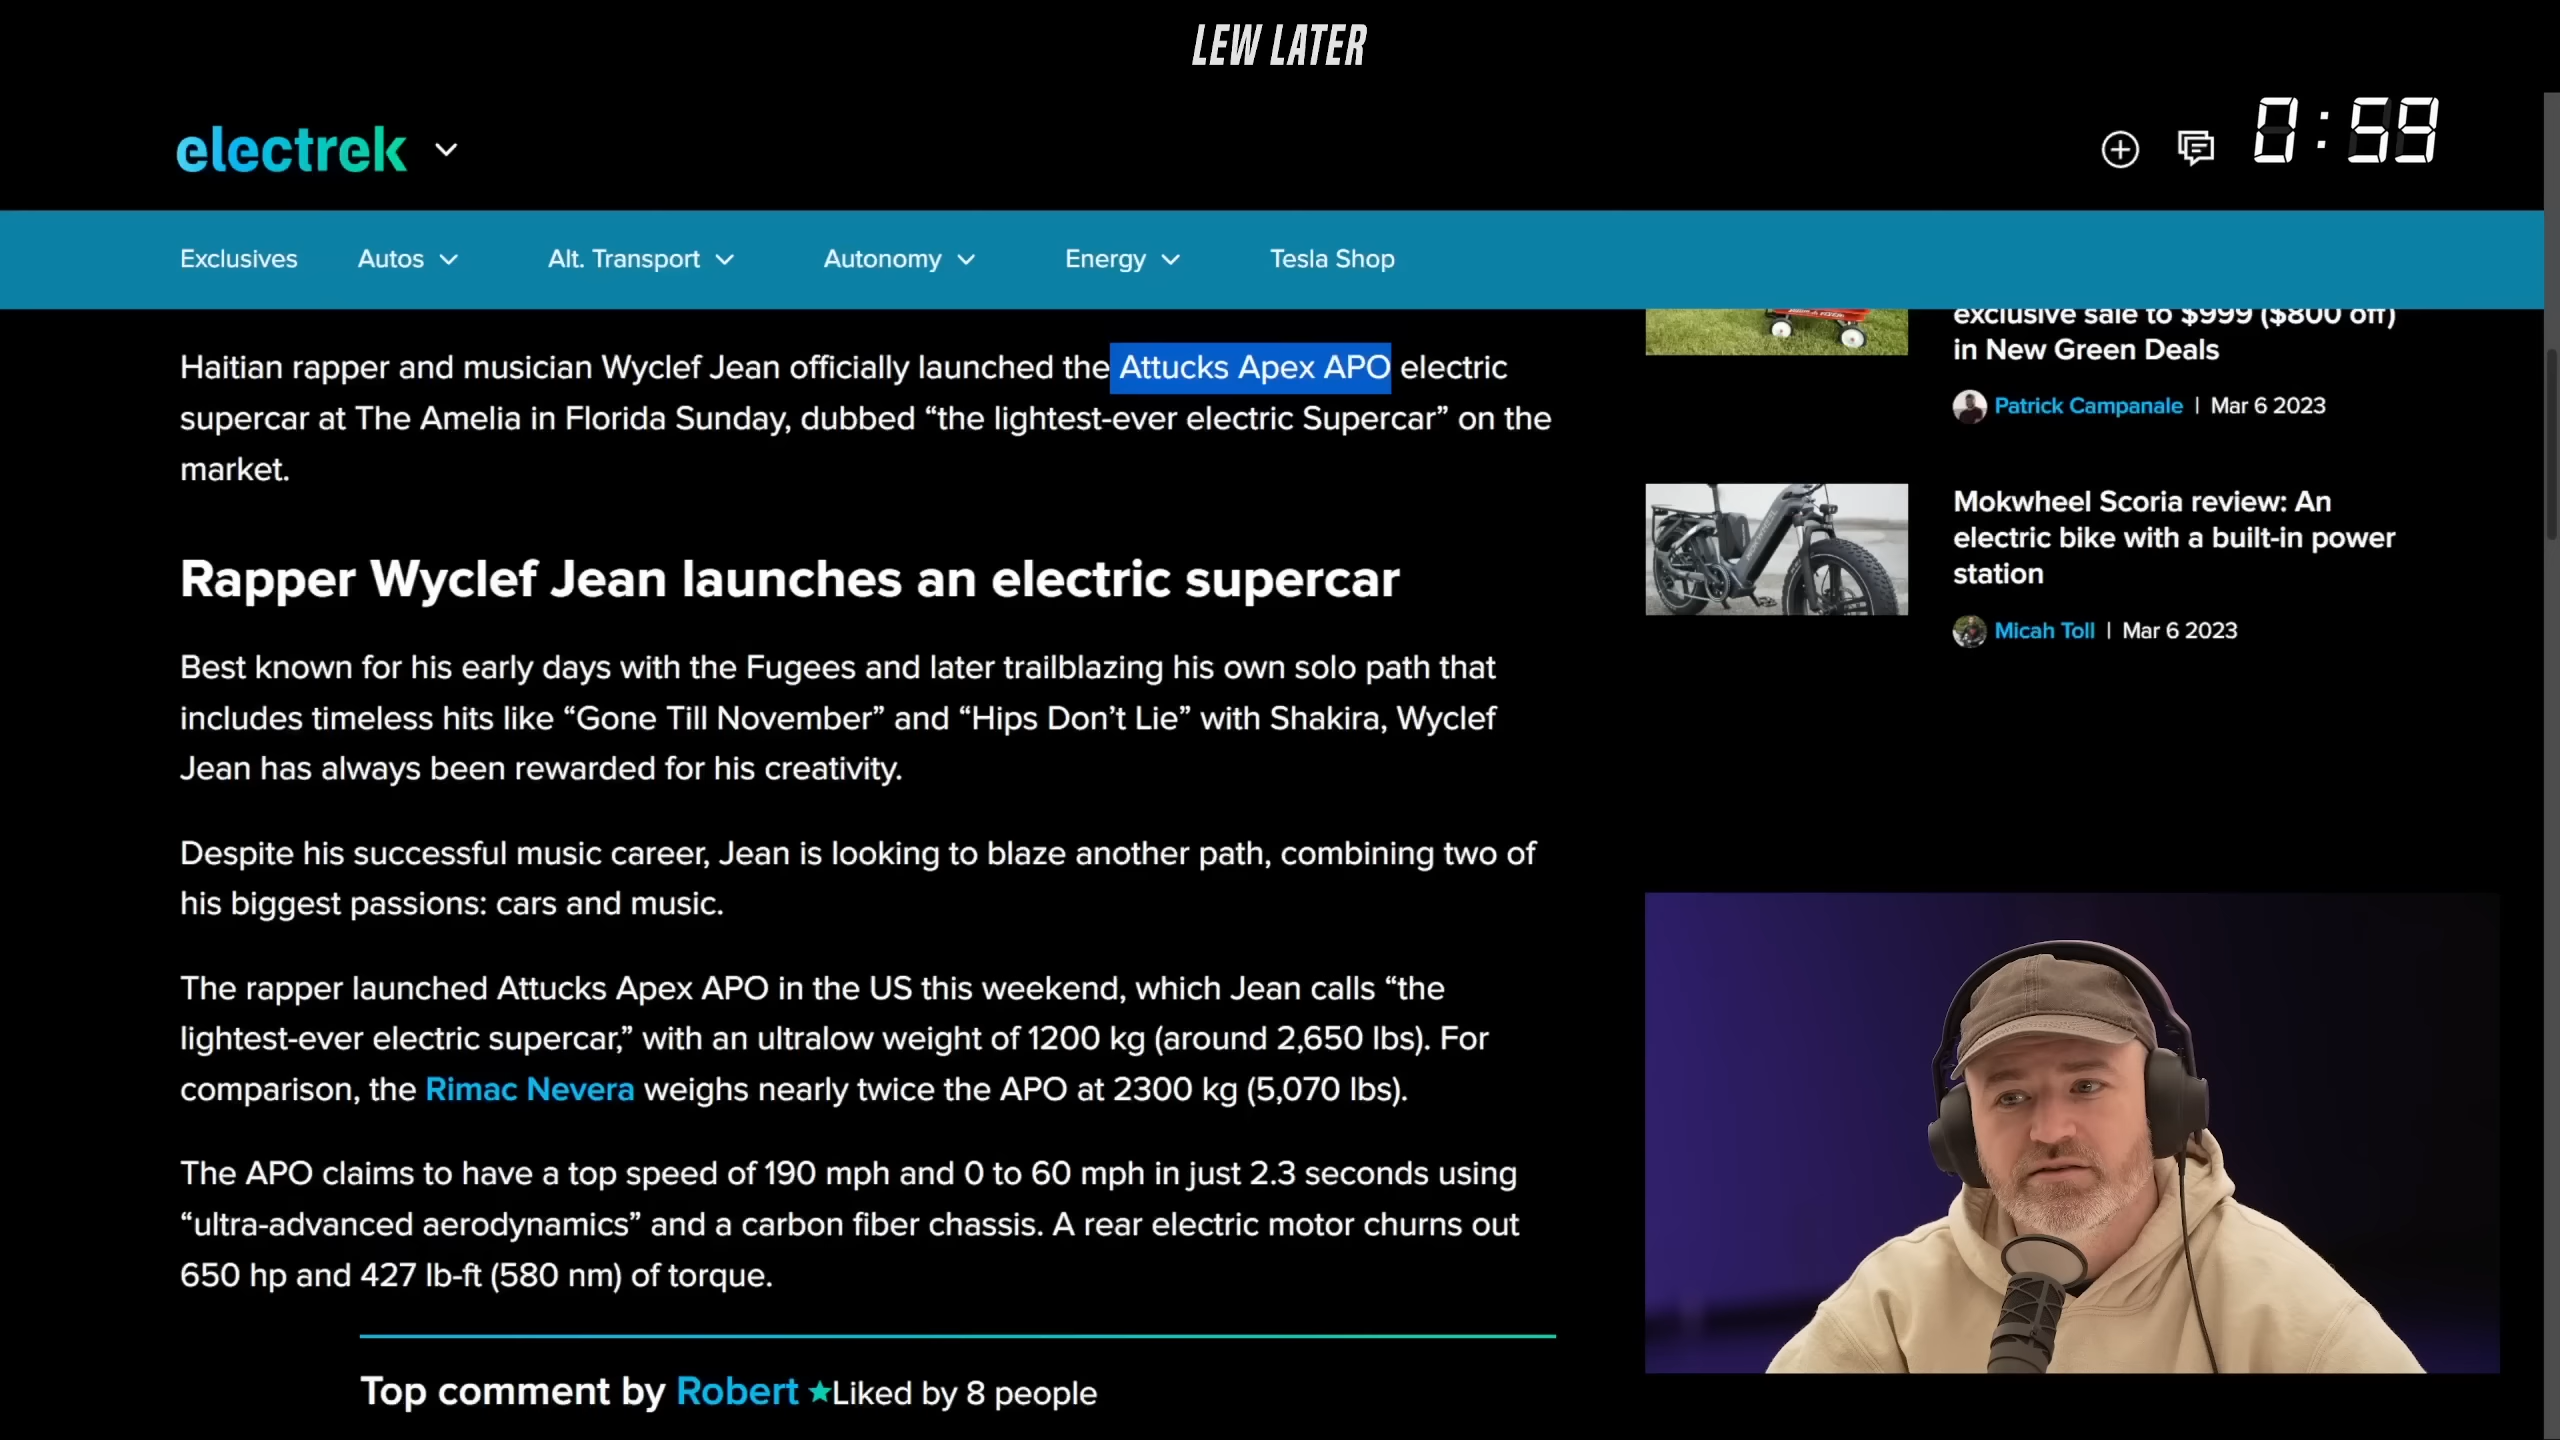 LEW LATER
electrek
0:59
Exclusives Autos Alt. Transport Autonomy Energy Tesla Shop
Haitian rapper and musician Wyclef Jean officially launched the Attucks Apex APO electric
supercar at The Amelia in Florida Sunday, dubbed “the lightest-ever electric Supercar” on the
market.
Rapper Wyclef Jean launches an electric supercar
Best known for his early days with the Fugees and later trailblazing his own solo path that
includes timeless hits like “Gone Till November” and “Hips Don’t Lie” with Shakira, Wyclef
Jean has always been rewarded for his creativity.
Despite his successful music career, Jean is looking to blaze another path, combining two of
his biggest passions: cars and music.
The rapper launched Attucks Apex APO in the US this weekend, which Jean calls “the
lightest-ever electric supercar,” with an ultralow weight of 1200 kg (around 2,650 lbs). For
comparison, the Rimac Nevera weighs nearly twice the APO at 2300 kg (5,070 lbs).
The APO claims to have a top speed of 190 mph and 0 to 60 mph in just 2.3 seconds using
“ultra-advanced aerodynamics” and a carbon fiber chassis. A rear electric motor churns out
650 hp and 427 lb-ft (580 nm) of torque.
Top comment by Robert Liked by 8 people
exclusive sale to $999 ($800 off)
in New Green Deals
Patrick Campanale | Mar 6 2023
Mokwheel Scoria review: An
electric bike with a built-in power
station
Micah Toll | Mar 6 2023